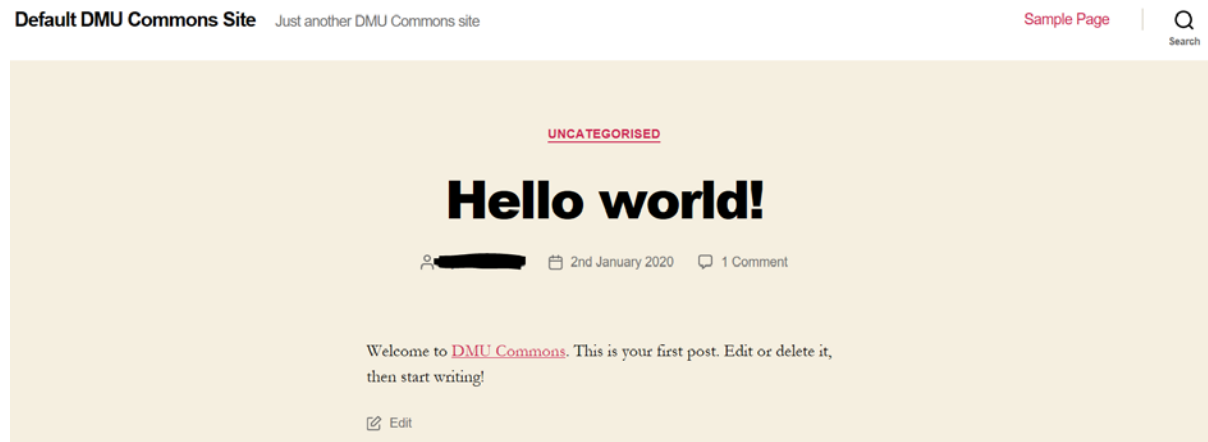 Default DMU Commons Site Just another DMU Commons site Sample Page
Search
UNCATEGORISED
Hello world!
2nd January 2020 1 Comment
Welcome to DMU Commons. This is your first post. Edit or delete it,
then start writing!
Edit